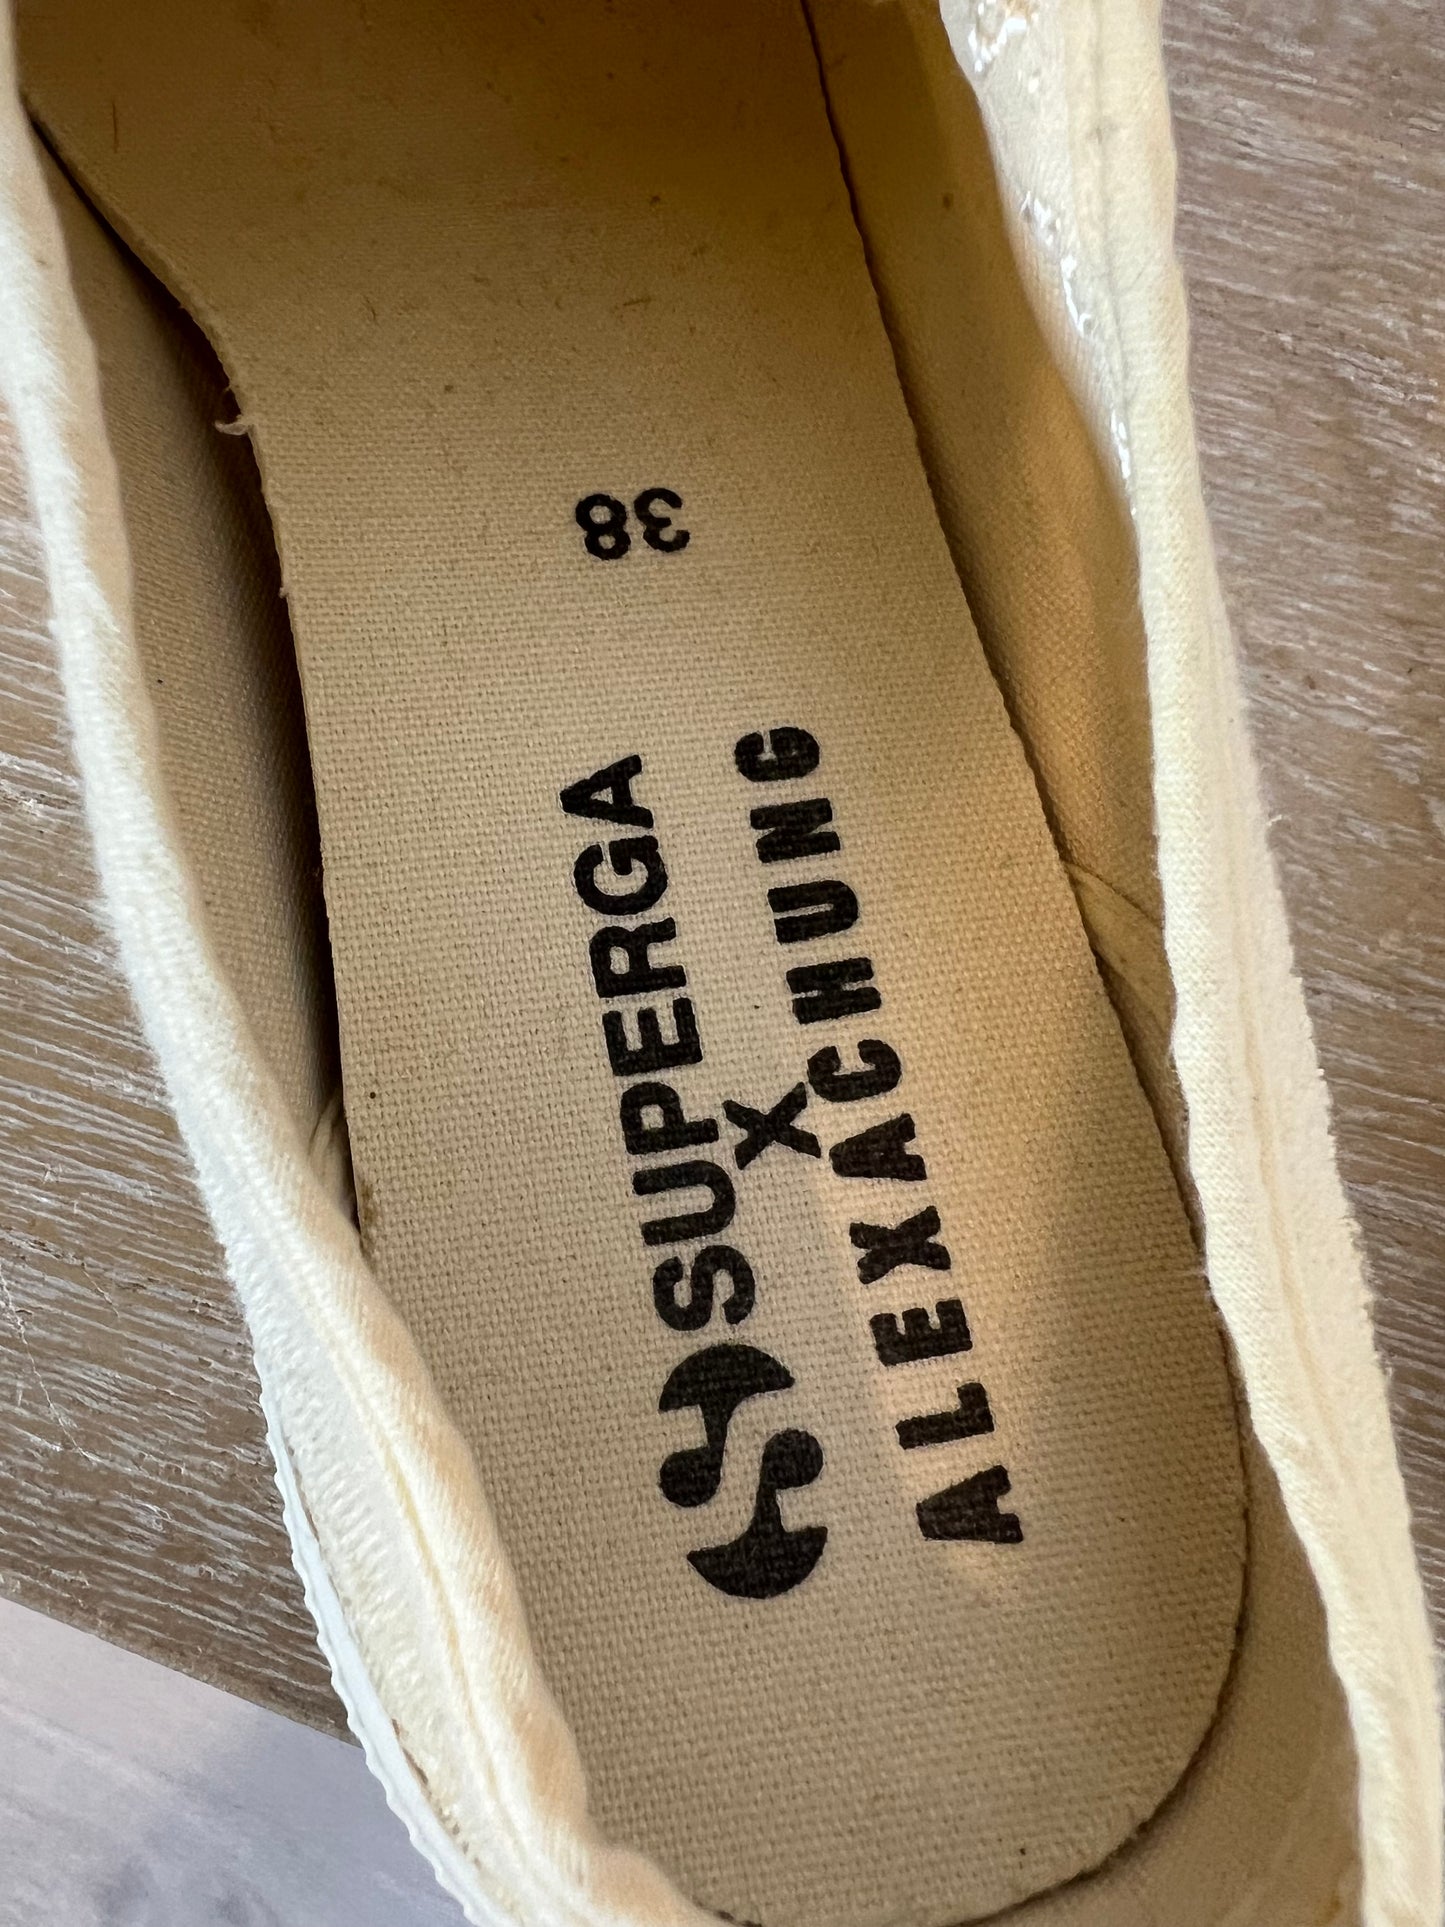 SUPERGA
X
ALEXACHUNG
38